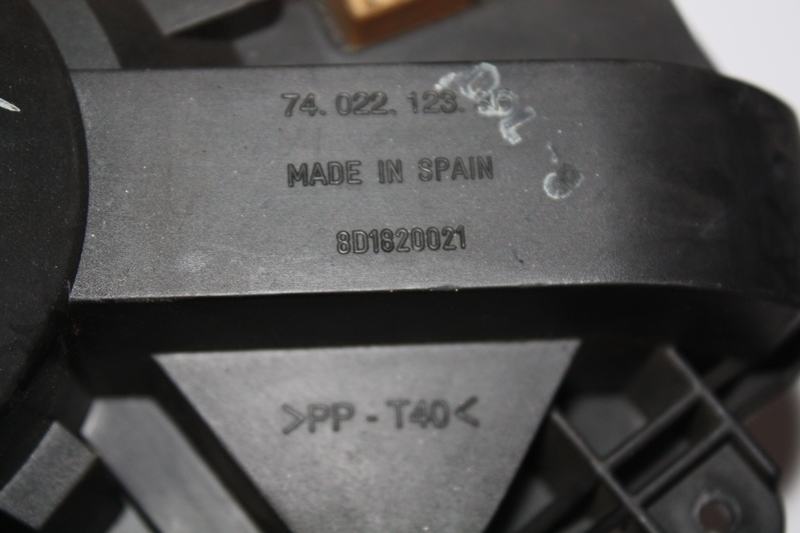 74. 022. 123.
MADE IN SPAIN
8D1820021
>PP - T40<